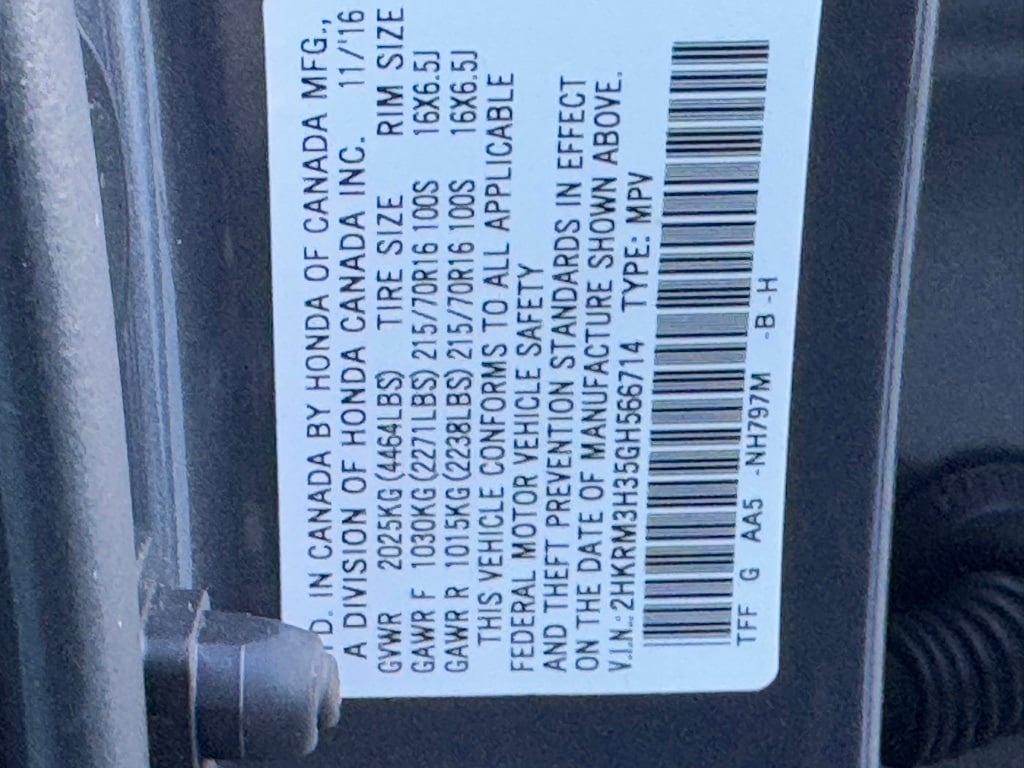 TD. IN CANADA BY HONDA OF CANADA MFG.,
A DIVISION OF HONDA CANADA INC. 11/'16
GVWR 2025KG(4464LBS) TIRE SIZE RIM SIZE
GAWR F 1030KG(2271LBS)215/70R16 100S 16X6.5J
GAWR R 1015KG(2238LBS)215/70R16 100S 16X6.5J
THIS VEHICLE CONFORMS TO ALL APPLICABLE
FEDERAL MOTOR VEHICLE SAFETY
AND THEFT PREVENTION STANDARDS IN EFFECT
ON THE DATE OF MANUFACTURE SHOWN ABOVE.
V.I.N.:2HKRM3H35GH566714 TYPE: MPV
TFF G AA5 -NH797M -B -H